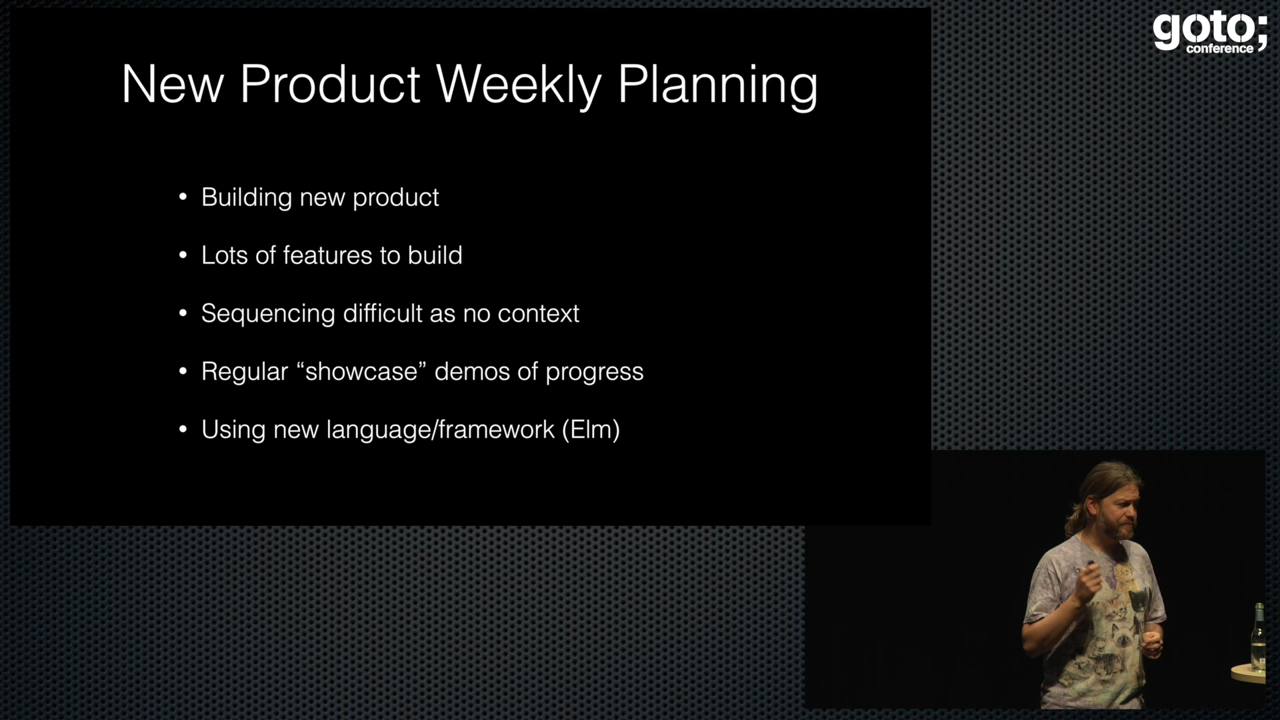 goto;
conference
New Product Weekly Planning
• Building new product
• Lots of features to build
• Sequencing difficult as no context
• Regular “showcase” demos of progress
• Using new language/framework (Elm)